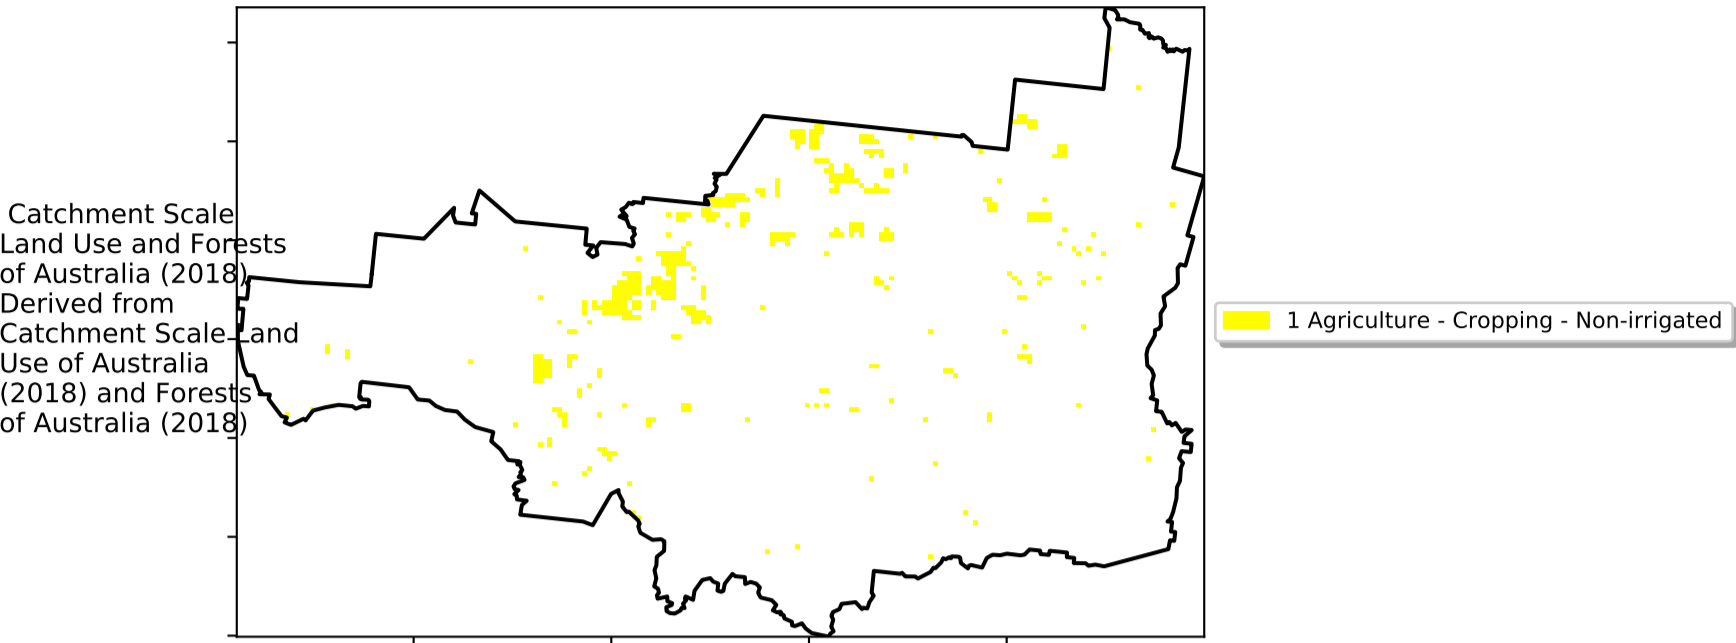 Catchment Scale
Land Use and Forests
of Australia (2018)
Derived from
Catchment Scale Land
Use of Australia
(2018) and Forests
of Australia (2018)
1 Agriculture - Cropping - Non-irrigated